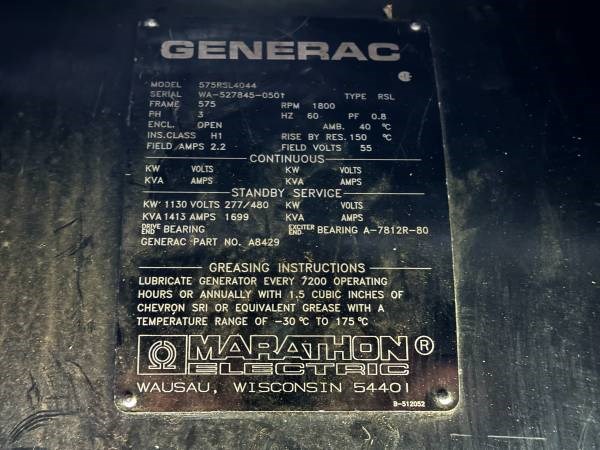 GENERAC
MODEL 575RSL4044
SERIAL WA-527845-0501 TYPE RSL
FRAME 575 RPM 1800
PH 3 HZ 60 PF 0.8
ENCL. OPEN AMB. 40 °C
INS.CLASS H1 RISE BY RES. 150 °C
FIELD AMPS 2.2 FIELD VOLTS 55
CONTINUOUS
KW VOLTS KW VOLTS
KVA AMPS KVA AMPS
STANDBY SERVICE
KW 1130 VOLTS 277/480 KW VOLTS
KVA 1413 AMPS 1699 KVA AMPS
DRIVE END BEARING EXCITER END. BEARING A-7812R-80
GENERAC PART NO. A8429
GREASING INSTRUCTIONS
LUBRICATE GENERATOR EVERY 7200 OPERATING
HOURS OR ANNUALLY WITH 1.5 CUBIC INCHES OF
CHEVRON SRI OR EQUIVALENT GREASE WITH A
TEMPERATURE RANGE OF -30 °C TO 175 °C
MARATHON ®
ELECTRIC
WAUSAU, WISCONSIN 54401
B-512052